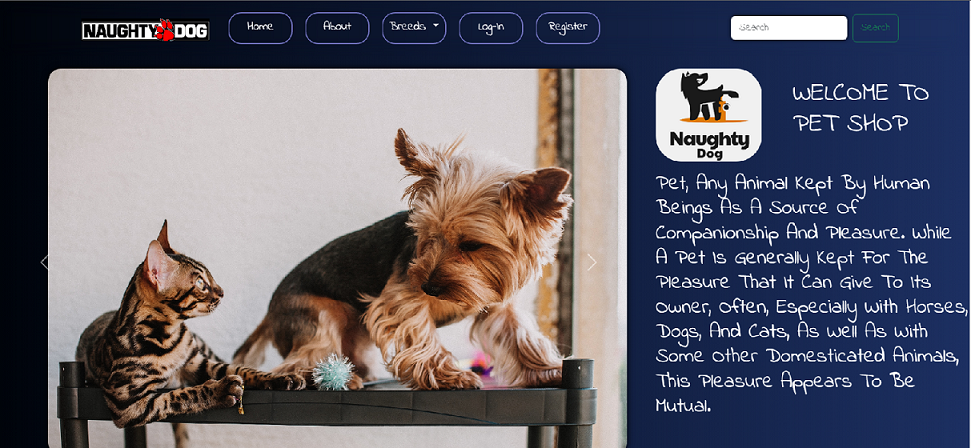 NAUGHTY DOG
Home
About
Breeds
Log-in
Register
Search
Search
Naughty
Dog
WELCOME TO
PET SHOP
Pet, Any Animal Kept By Human
Beings As A Source Of
Companionship And Pleasure. While
A Pet Is Generally Kept For The
Pleasure That It Can Give To Its
Owner, Often, Especially With Horses,
Dogs, And Cats, As Well As With
Some Other Domesticated Animals,
This Pleasure Appears To Be
Mutual.